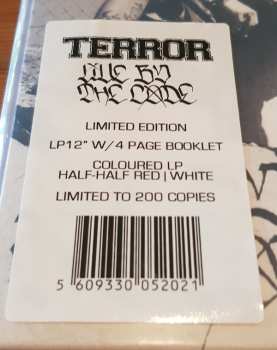 TERROR
LIVE BY
THE CODE
LIMITED EDITION
LP12" W/4 PAGE BOOKLET
COLOURED LP
HALF-HALF RED | WHITE
LIMITED TO 200 COPIES
5 609330 052021